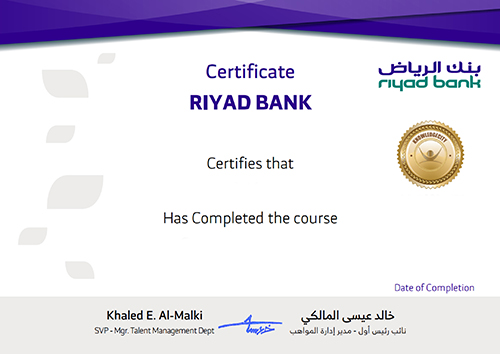 Certificate
RIYAD BANK
بنك الرياض
riyad bank
KNOWLEDGECITY
Certifies that
Has Completed the course
Date of Completion
Khaled E. Al-Malki
SVP - Mgr. Talent Management Dept
خالد عيسى المالكي
نائب رئيس أول - مدير إدارة المواهب